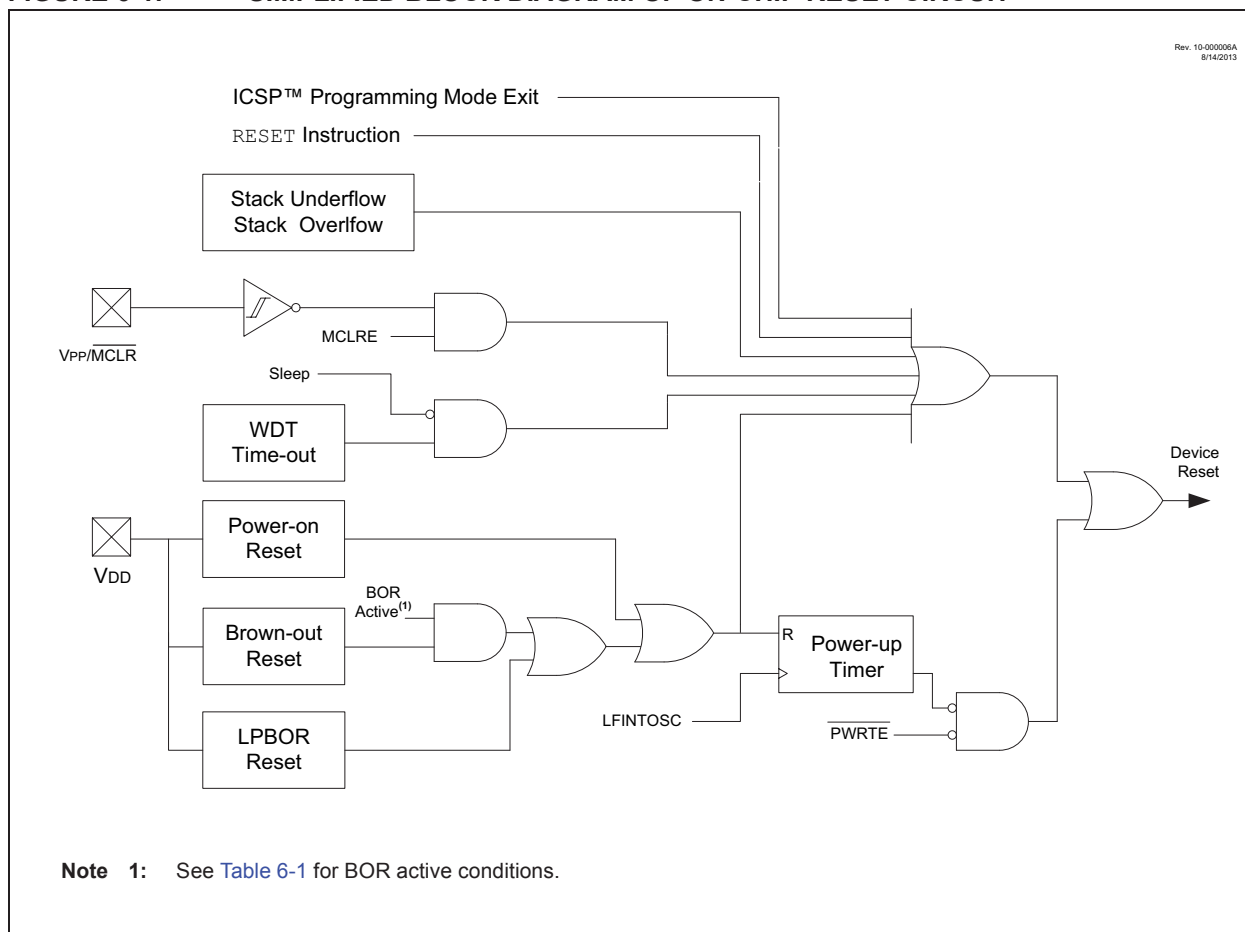 Rev. 10-000006A
8/14/2013
ICSP™ Programming Mode Exit
RESET Instruction
Stack Underflow
Stack Overlfow
VPP/MCLR
MCLRE
Sleep
WDT
Time-out
Device
Reset
VDD
Power-on
Reset
BOR
Active(1)
Brown-out
Reset
R
Power-up
Timer
LFINTOSC
PWRTE
LPBOR
Reset
Note 1: See Table 6-1 for BOR active conditions.